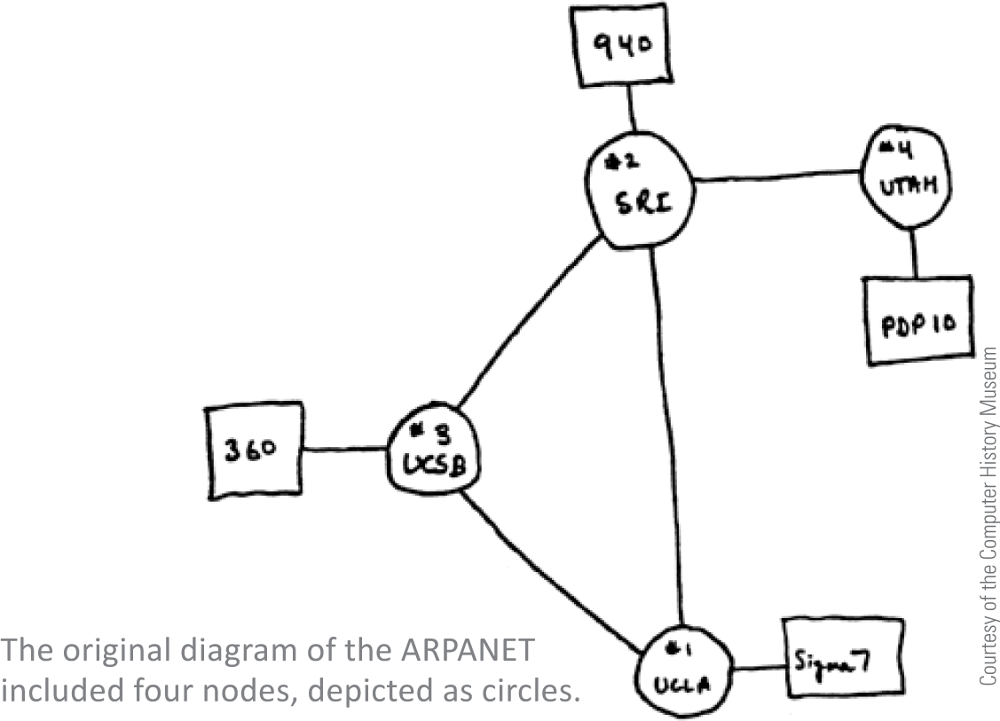 940
#2
SRI
#4
UTAH
PDP 10
360
#3
UCSB
#1
UCLA
Sigma 7
The original diagram of the ARPANET
included four nodes, depicted as circles.
Courtesy of the Computer History Museum